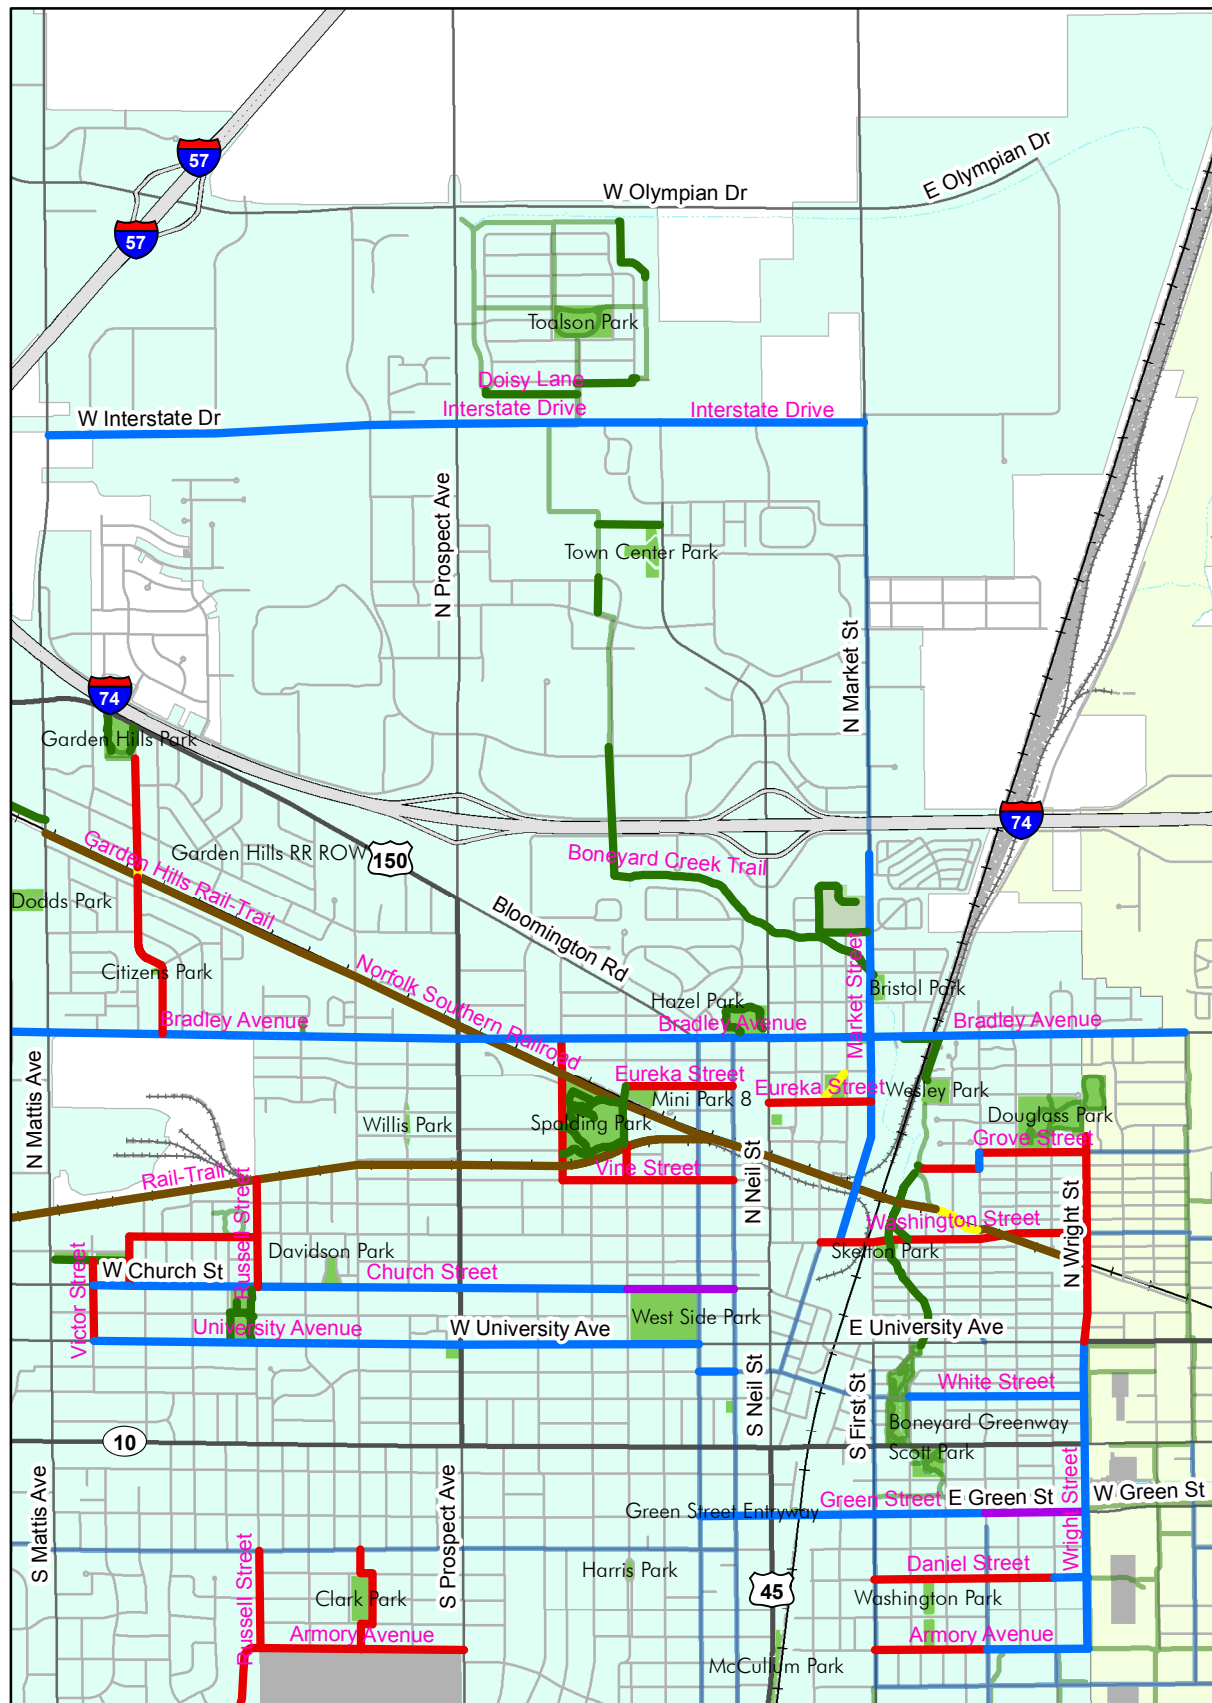 57
57
W Olympian Dr
E Olympian Dr
Toalson Park
Doisy Lane
W Interstate Dr
Interstate Drive
Interstate Drive
N Prospect Ave
Town Center Park
N Market St
74
Garden Hills Park
74
Garden Hills RR ROW
150
Boneyard Creek Trail
Garden Hills Rail-Trail
Dodds Park
Bloomington Rd
Citizens Park
Norfolk Southern Railroad
Market Street
Bristol Park
Hazel Park
Bradley Avenue
Bradley Avenue
Bradley Avenue
N Mattis Ave
Eureka Street
Eureka Street
Wesley Park
Mini Park 8
Douglass Park
Willis Park
Spalding Park
Grove Street
Vine Street
Rail-Trail
N Neil St
Russell Street
N Wright St
Washington Street
Skelton Park
Davidson Park
W Church St
Church Street
Victor Street
West Side Park
University Avenue
W University Ave
E University Ave
White Street
S Neil St
S First St
Boneyard Greenway
10
Scott Park
S Mattis Ave
S Prospect Ave
Green Street Entryway
Green Street
E Green St
W Green St
Wright Street
Russell Street
Harris Park
Daniel Street
45
Clark Park
Washington Park
Armory Avenue
Armory Avenue
McCullum Park